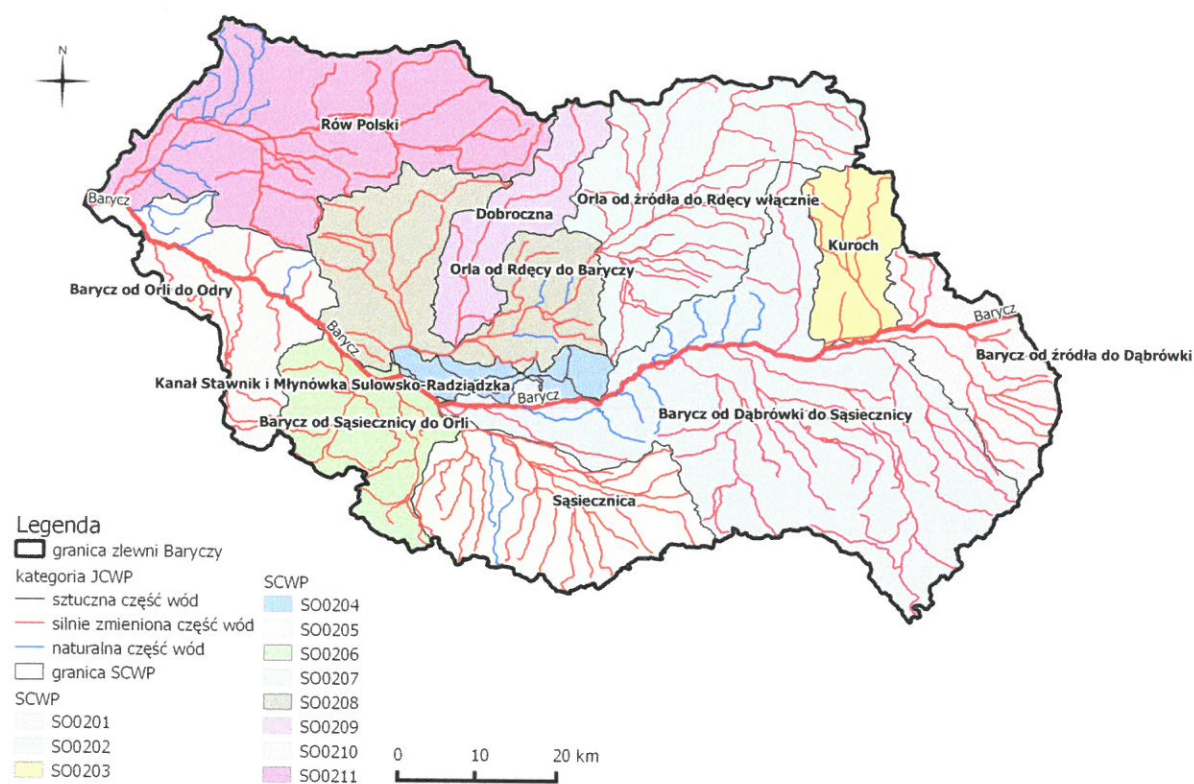 N
Rów Polski
Barycz
Dobroczna
Orla od źródła do Rdęcy włącznie
Kuroch
Orla od Rdęcy do Baryczy
Barycz od Orli do Odry
Barycz
Barycz
Barycz od źródła do Dąbrówki
Kanał Stawnik i Młynówka Sulowsko-Radziądzka
Barycz
Barycz od Dąbrówki do Sąsiecznicy
Barycz od Sąsiecznicy do Orli
Sąsiecznica
Legenda
granica zlewni Baryczy
kategoria JCWP
sztuczna część wód
silnie zmieniona część wód
naturalna część wód
granica SCWP
SCWP
SO0201
SO0202
SO0203
SCWP
SO0204
SO0205
SO0206
SO0207
SO0208
SO0209
SO0210
SO0211
0 10 20 km